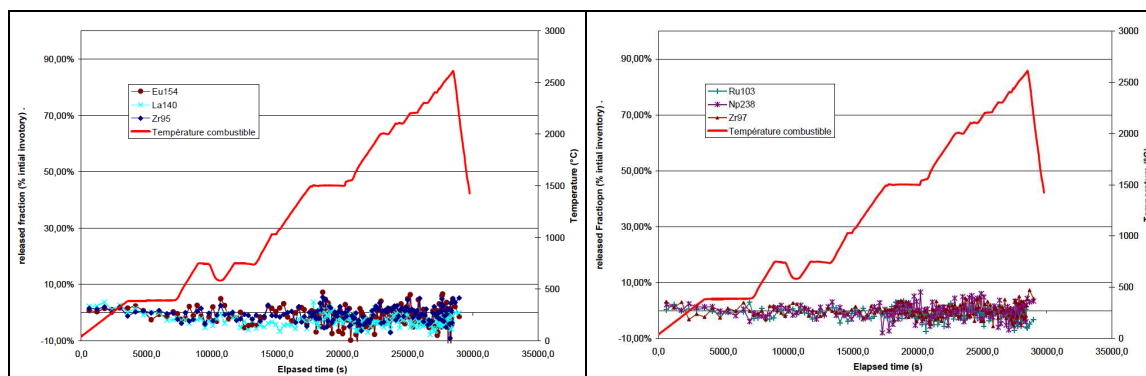 90,00%
70,00%
50,00%
30,00%
10,00%
-10,00%
released fraction (% intial invevotory) .
Eu154
La140
Zr95
Température combustible
3000
2500
2000
1500
1000
500
0
Temperature (°C)
0,0 5000,0 10000,0 15000,0 20000,0 25000,0 30000,0 35000,0
Elpased time (s)
90,00%
70,00%
50,00%
30,00%
10,00%
-10,00%
released Fractiopn (% intial inventory) .
Ru103
Np238
Zr97
Température combustible
3000
2500
2000
1500
1000
500
0
Température (°C)
0,0 5000,0 10000,0 15000,0 20000,0 25000,0 30000,0 35000,0
Elapsed time (s)